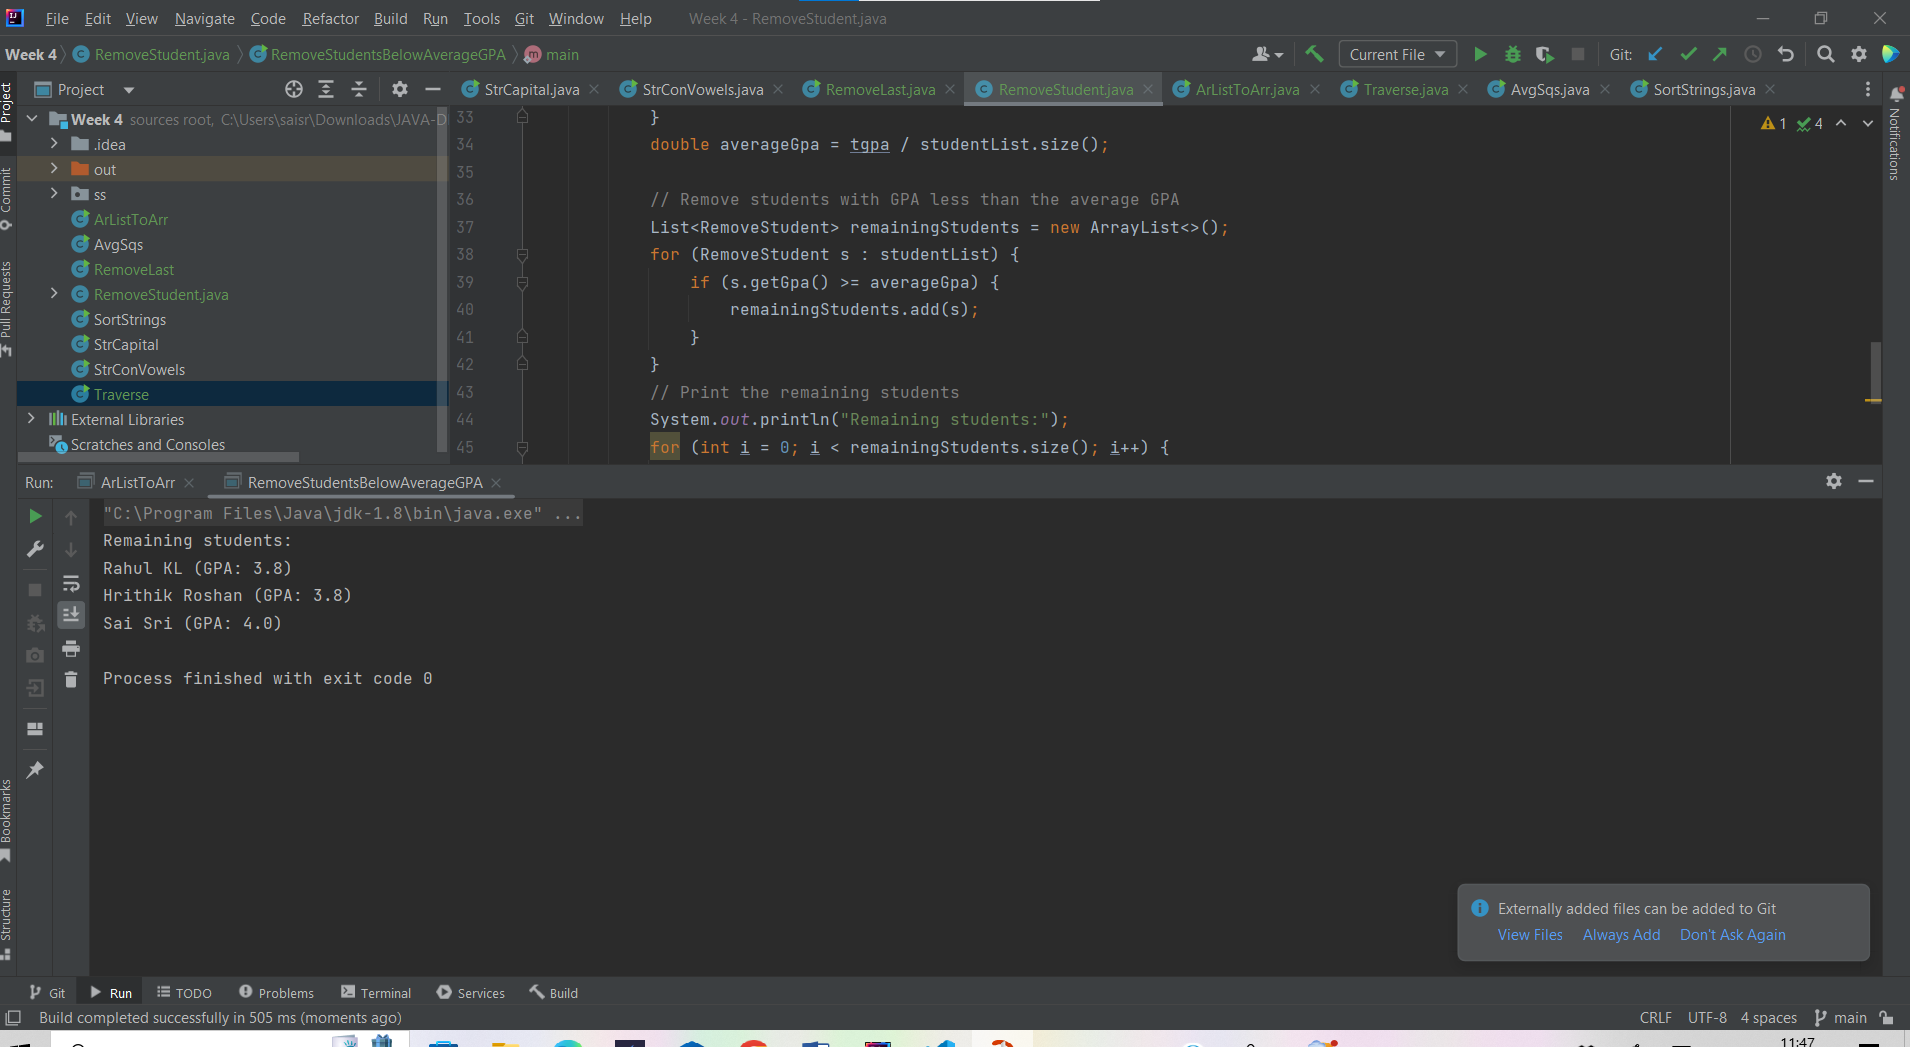 File Edit View Navigate Code Refactor Build Run Tools Git Window Help Week 4 - RemoveStudent.java
Week 4 RemoveStudent.java RemoveStudentsBelowAverageGPA main Current File Git:
Project
StrCapital.java StrConVowels.java RemoveLast.java RemoveStudent.java ArListToArr.java Traverse.java AvgSqs.java SortStrings.java
Week 4 sources root, C:\Users\saisr\Downloads\JAVA-D
.idea
out
ss
ArListToArr
AvgSqs
RemoveLast
RemoveStudent.java
SortStrings
StrCapital
StrConVowels
Traverse
External Libraries
Scratches and Consoles
33 }
34 double averageGpa = tgpa / studentList.size();
35
36 // Remove students with GPA less than the average GPA
37 List<RemoveStudent> remainingStudents = new ArrayList<>();
38 for (RemoveStudent s : studentList) {
39 if (s.getGpa() >= averageGpa) {
40 remainingStudents.add(s);
41 }
42 }
43 // Print the remaining students
44 System.out.println("Remaining students:");
45 for (int i = 0; i < remainingStudents.size(); i++) {
1 4
Project
Commit
Pull Requests
Bookmarks
Structure
Notifications
Run: ArListToArr RemoveStudentsBelowAverageGPA
"C:\Program Files\Java\jdk-1.8\bin\java.exe" ...
Remaining students:
Rahul KL (GPA: 3.8)
Hrithik Roshan (GPA: 3.8)
Sai Sri (GPA: 4.0)
Process finished with exit code 0
Externally added files can be added to Git
View Files Always Add Don't Ask Again
Git Run TODO Problems Terminal Services Build
Build completed successfully in 505 ms (moments ago)
CRLF UTF-8 4 spaces main
11:47